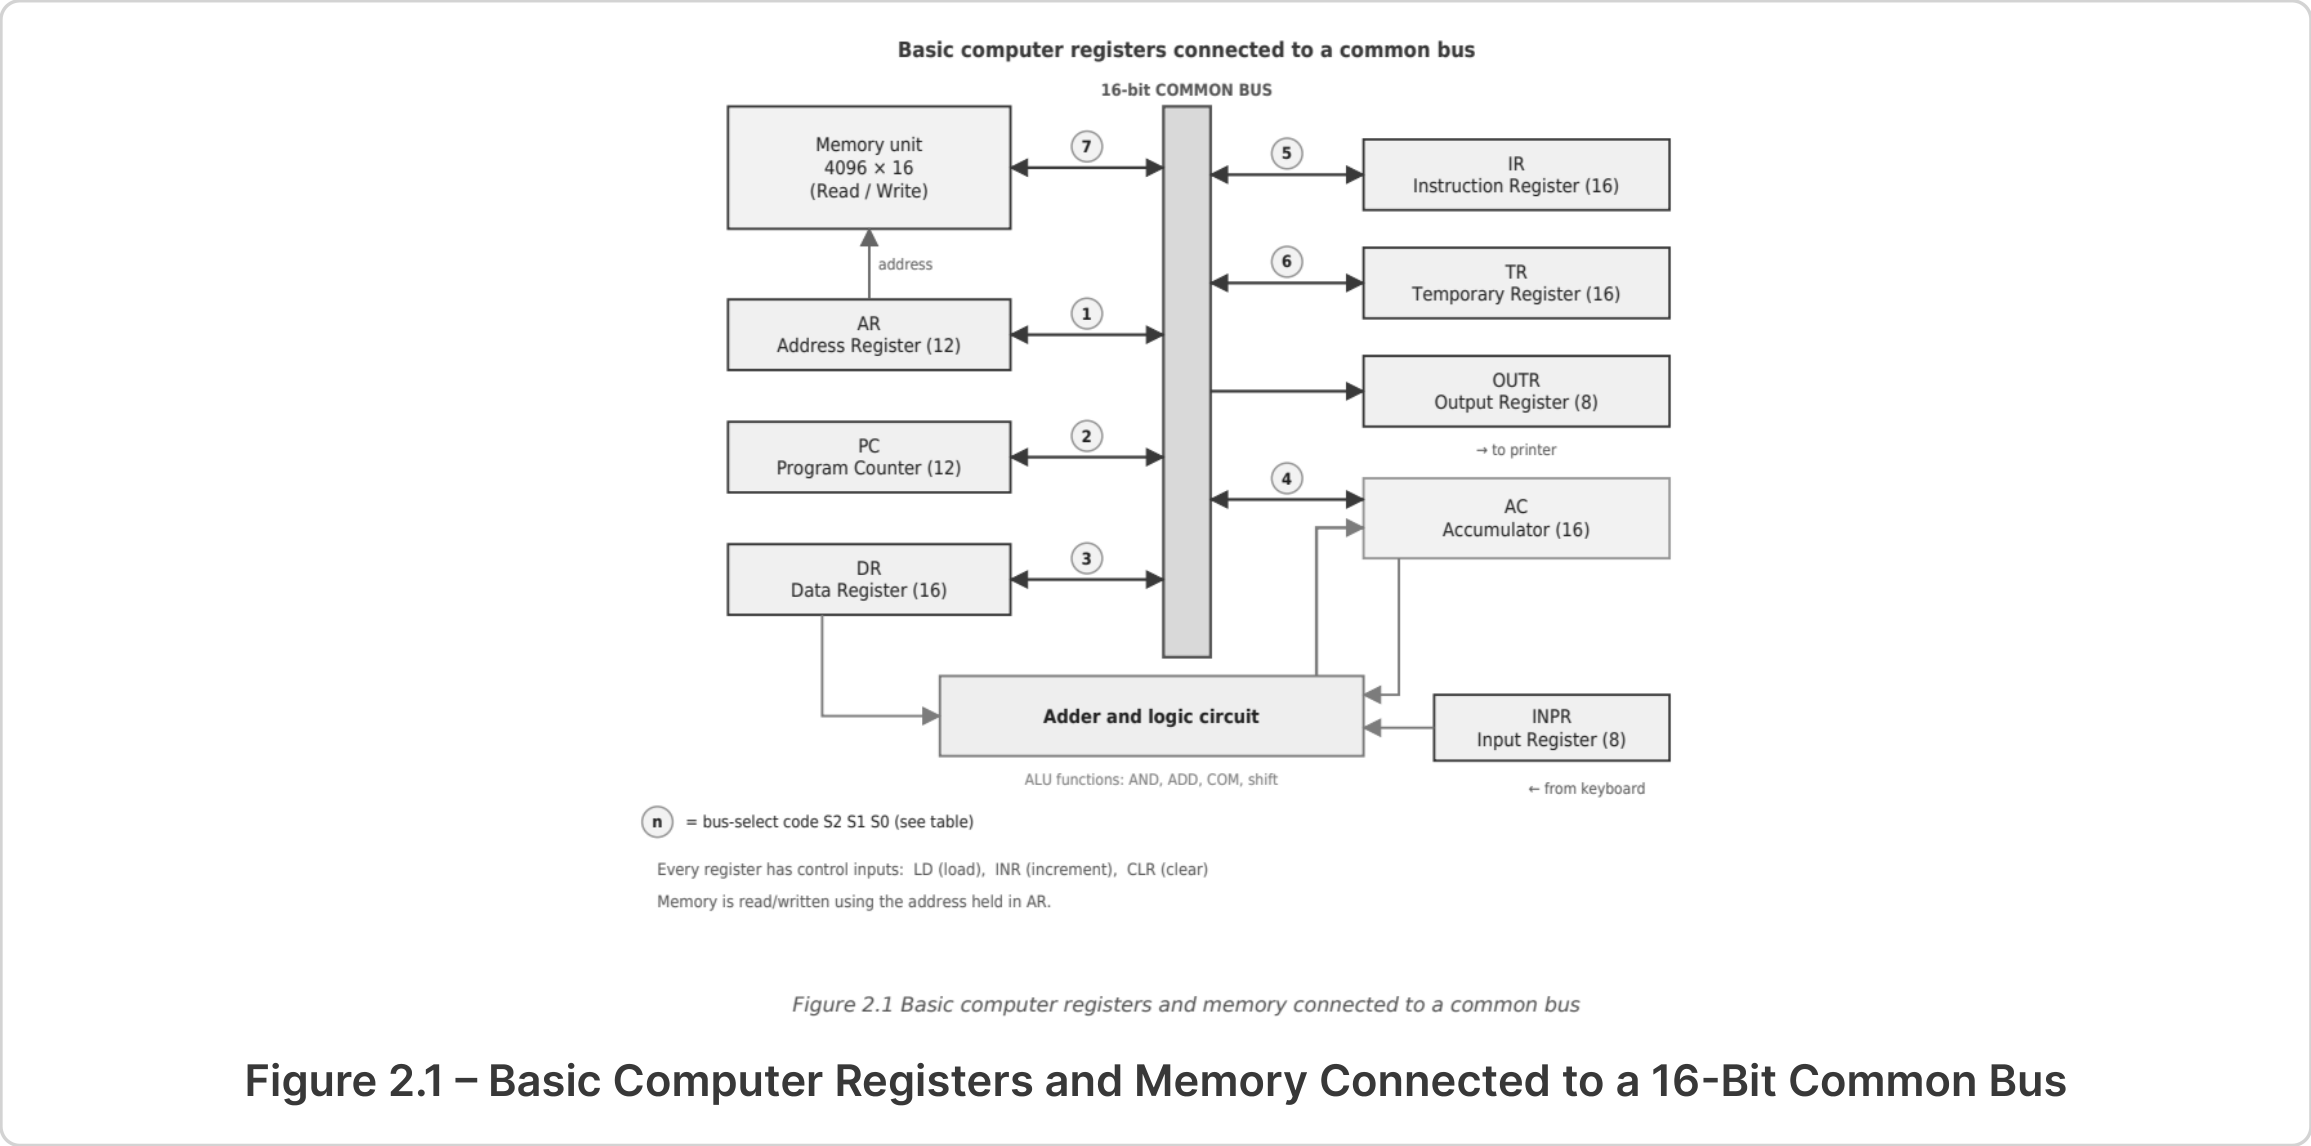 Basic computer registers connected to a common bus
16-bit COMMON BUS
Memory unit
4096 × 16
(Read / Write)
7
5
IR
Instruction Register (16)
address
6
TR
Temporary Register (16)
AR
Address Register (12)
1
OUTR
Output Register (8)
→ to printer
PC
Program Counter (12)
2
4
AC
Accumulator (16)
DR
Data Register (16)
3
Adder and logic circuit
INPR
Input Register (8)
ALU functions: AND, ADD, COM, shift
← from keyboard
n = bus-select code S2 S1 S0 (see table)
Every register has control inputs: LD (load), INR (increment), CLR (clear)
Memory is read/written using the address held in AR.
Figure 2.1 Basic computer registers and memory connected to a common bus
Figure 2.1 – Basic Computer Registers and Memory Connected to a 16-Bit Common Bus